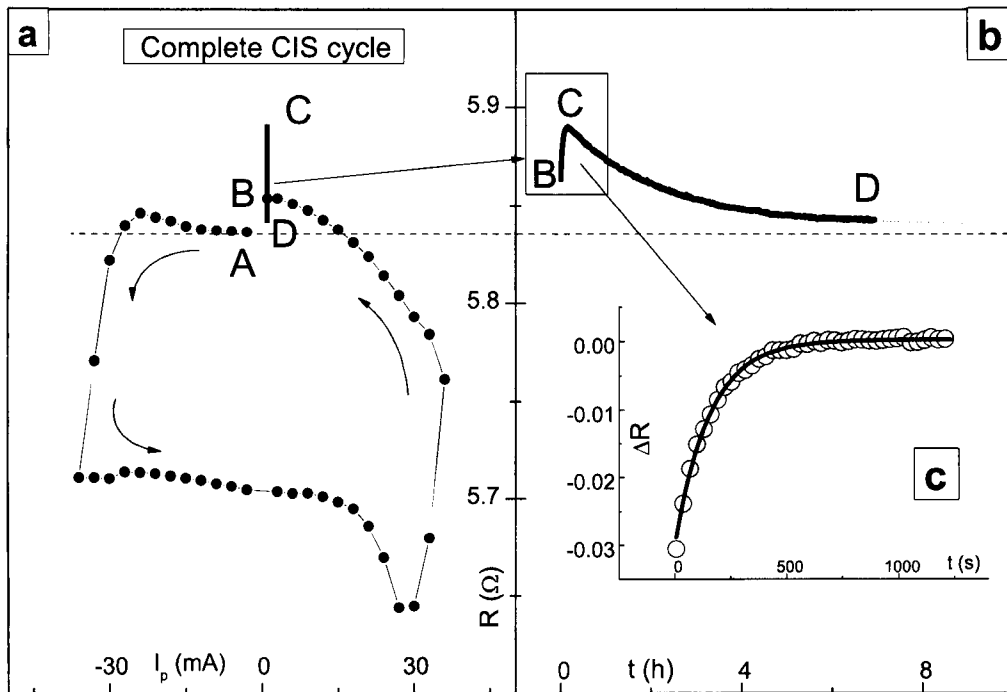 a
Complete CIS cycle
b
C
B
D
A
C
B
D
5.9
5.8
5.7
R (Ω)
-30
I_p (mA)
0
30
0.00
-0.01
-0.02
-0.03
ΔR
c
0
500
1000
t (s)
0
t (h)
4
8